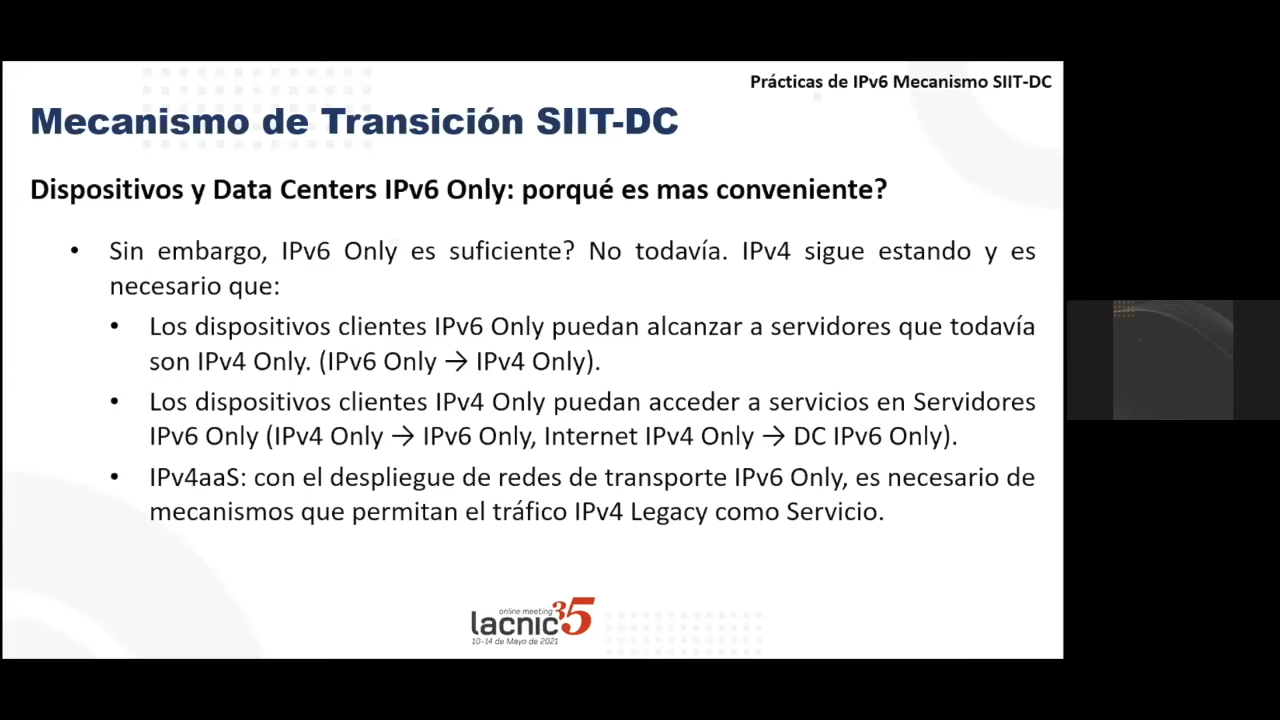 Prácticas de IPv6 Mecanismo SIIT-DC
Mecanismo de Transición SIIT-DC
Dispositivos y Data Centers IPv6 Only: porqué es mas conveniente?
• Sin embargo, IPv6 Only es suficiente? No todavía. IPv4 sigue estando y es
necesario que:
• Los dispositivos clientes IPv6 Only puedan alcanzar a servidores que todavía
son IPv4 Only. (IPv6 Only → IPv4 Only).
• Los dispositivos clientes IPv4 Only puedan acceder a servicios en Servidores
IPv6 Only (IPv4 Only → IPv6 Only, Internet IPv4 Only → DC IPv6 Only).
• IPv4aaS: con el despliegue de redes de transporte IPv6 Only, es necesario de
mecanismos que permitan el tráfico IPv4 Legacy como Servicio.
online meeting
lacnic35
10-14 de Mayo de 2021